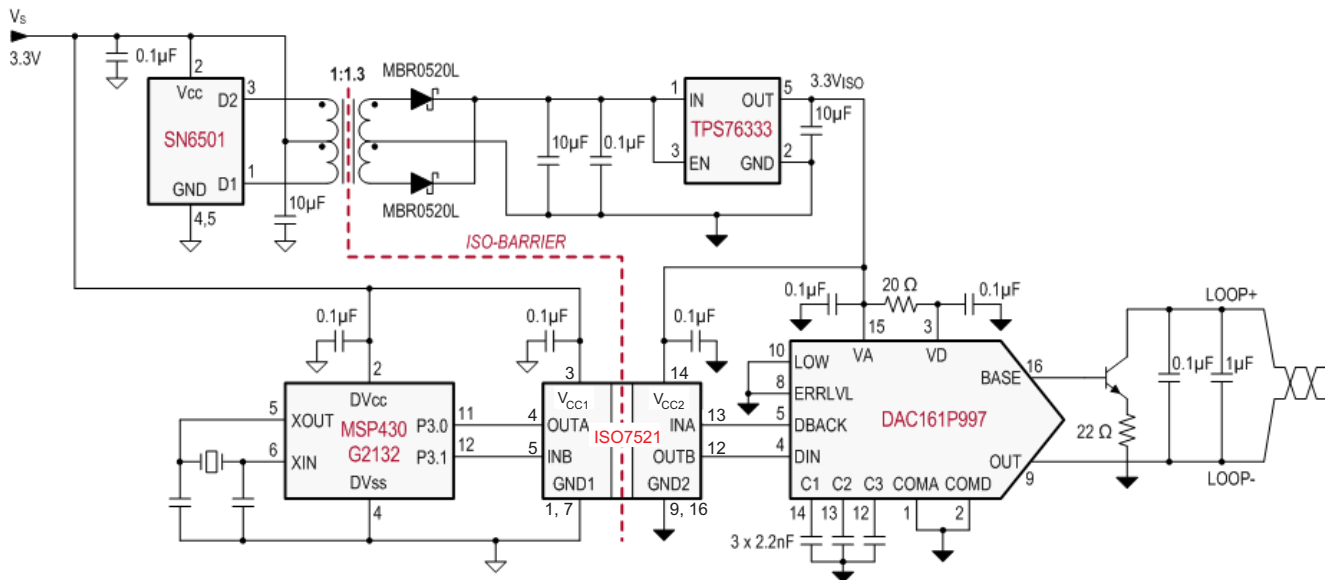 VS
3.3V
0.1µF
2
Vcc
3
D2
SN6501
1
D1
GND
4,5
10µF
1:1.3
MBR0520L
MBR0520L
10µF
0.1µF
1
IN
OUT
5
TPS76333
3
EN
GND
2
3.3VISO
10µF
ISO-BARRIER
0.1µF
2
DVcc
5
XOUT
MSP430
G2132
P3.0
11
6
XIN
P3.1
12
DVss
4
0.1µF
3
VCC1
4
OUTA
5
INB
GND1
1, 7
ISO7521
0.1µF
14
VCC2
INA
13
OUTB
12
GND2
9, 16
0.1µF
20 Ω
0.1µF
15
3
VA
VD
10
LOW
8
ERRLVL
5
DBACK
4
DIN
DAC161P997
BASE
16
OUT
9
C1
C2
C3
COMA
COMD
14
13
12
1
2
3 x 2.2nF
22 Ω
0.1µF
1µF
LOOP+
LOOP-